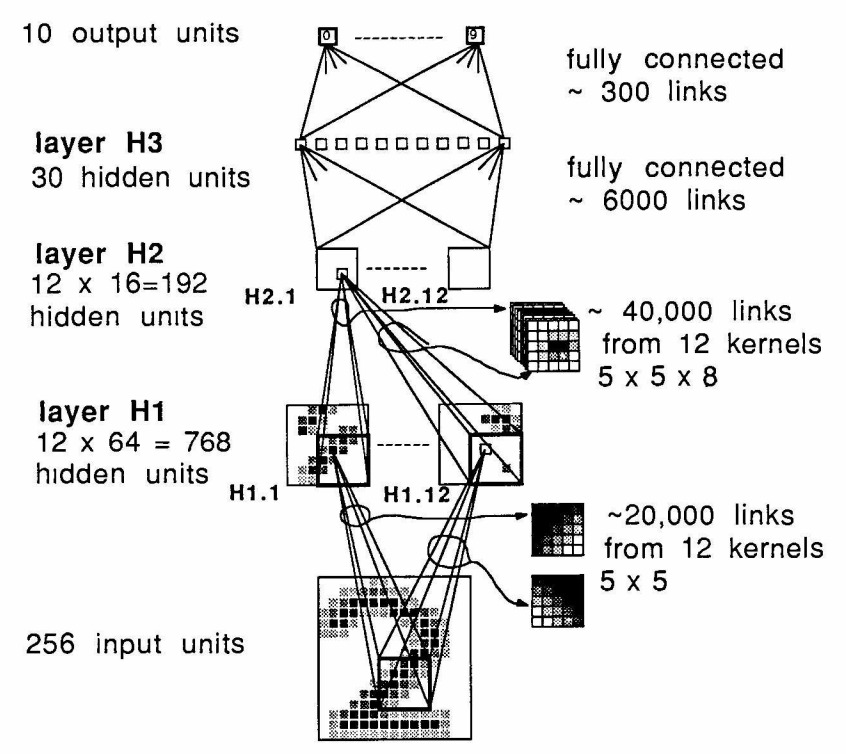 10 output units
0
9
fully connected
~ 300 links
layer H3
30 hidden units
fully connected
~ 6000 links
layer H2
12 x 16=192
hidden units
H2.1
H2.12
~ 40,000 links
from 12 kernels
5 x 5 x 8
layer H1
12 x 64 = 768
hidden units
H1.1
H1.12
~20,000 links
from 12 kernels
5 x 5
256 input units